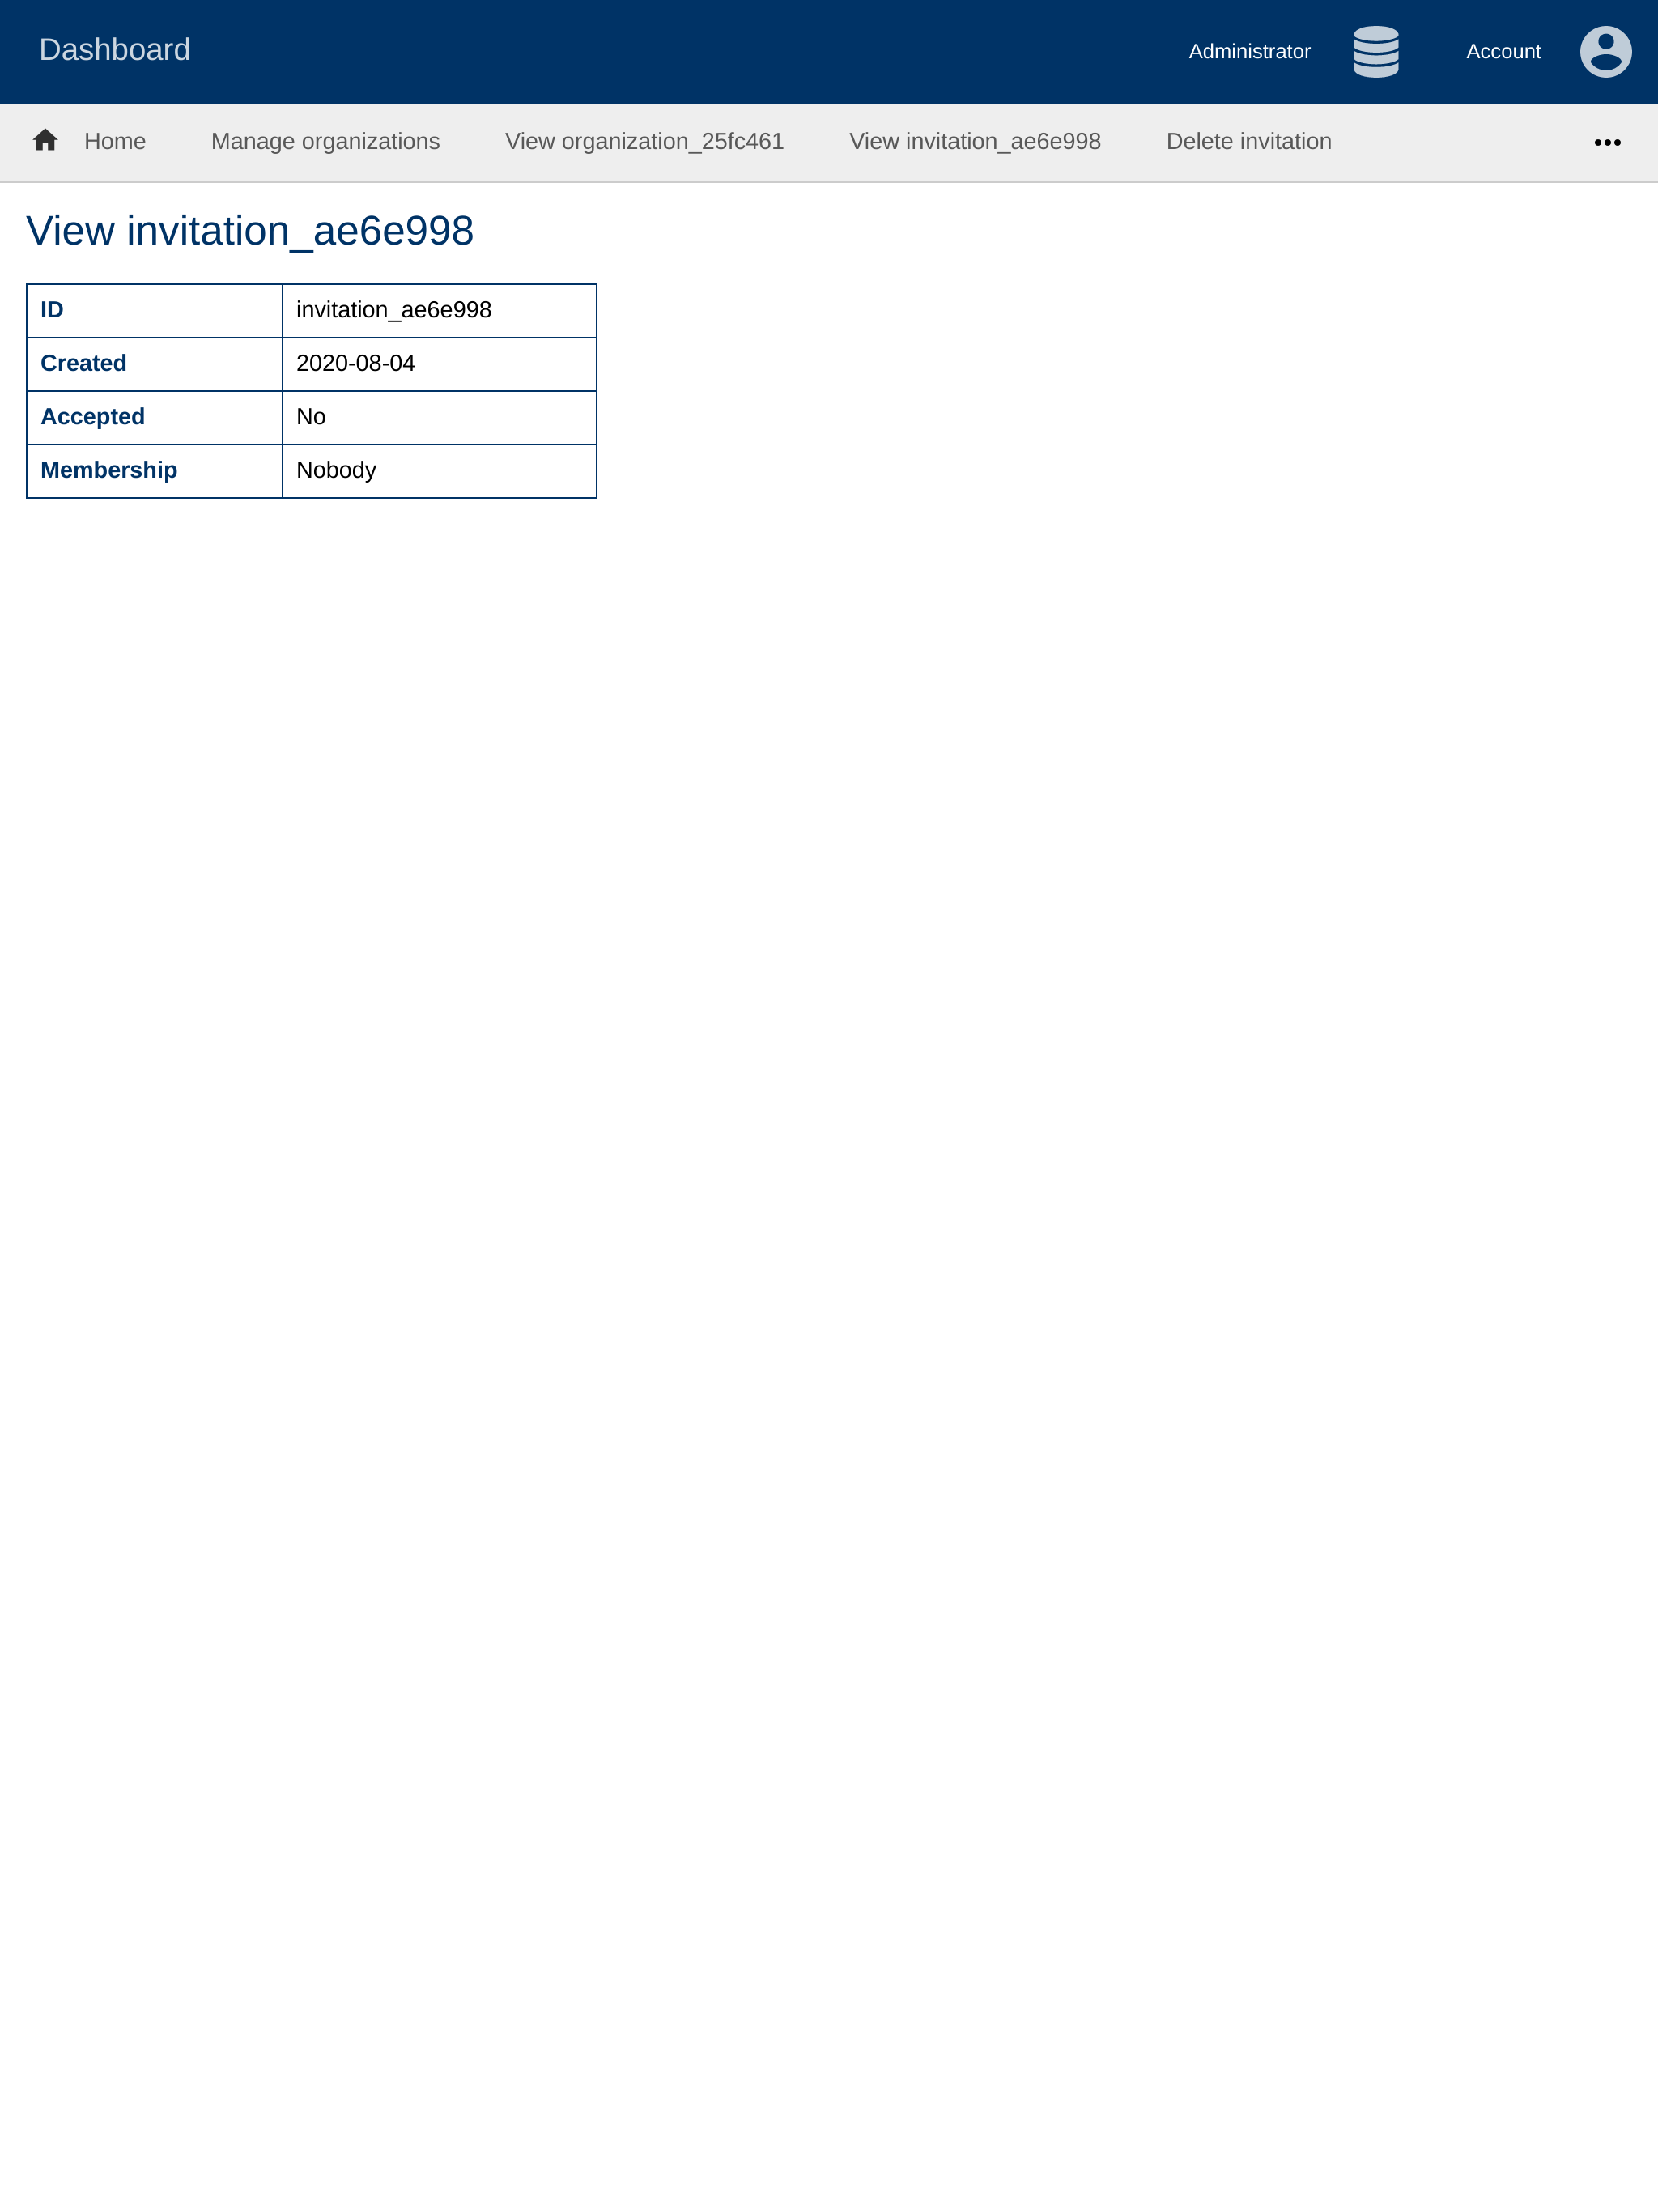 Dashboard
Administrator
Account
Home
Manage organizations
View organization_25fc461
View invitation_ae6e998
Delete invitation
View invitation_ae6e998
ID invitation_ae6e998
Created 2020-08-04
Accepted No
Membership Nobody